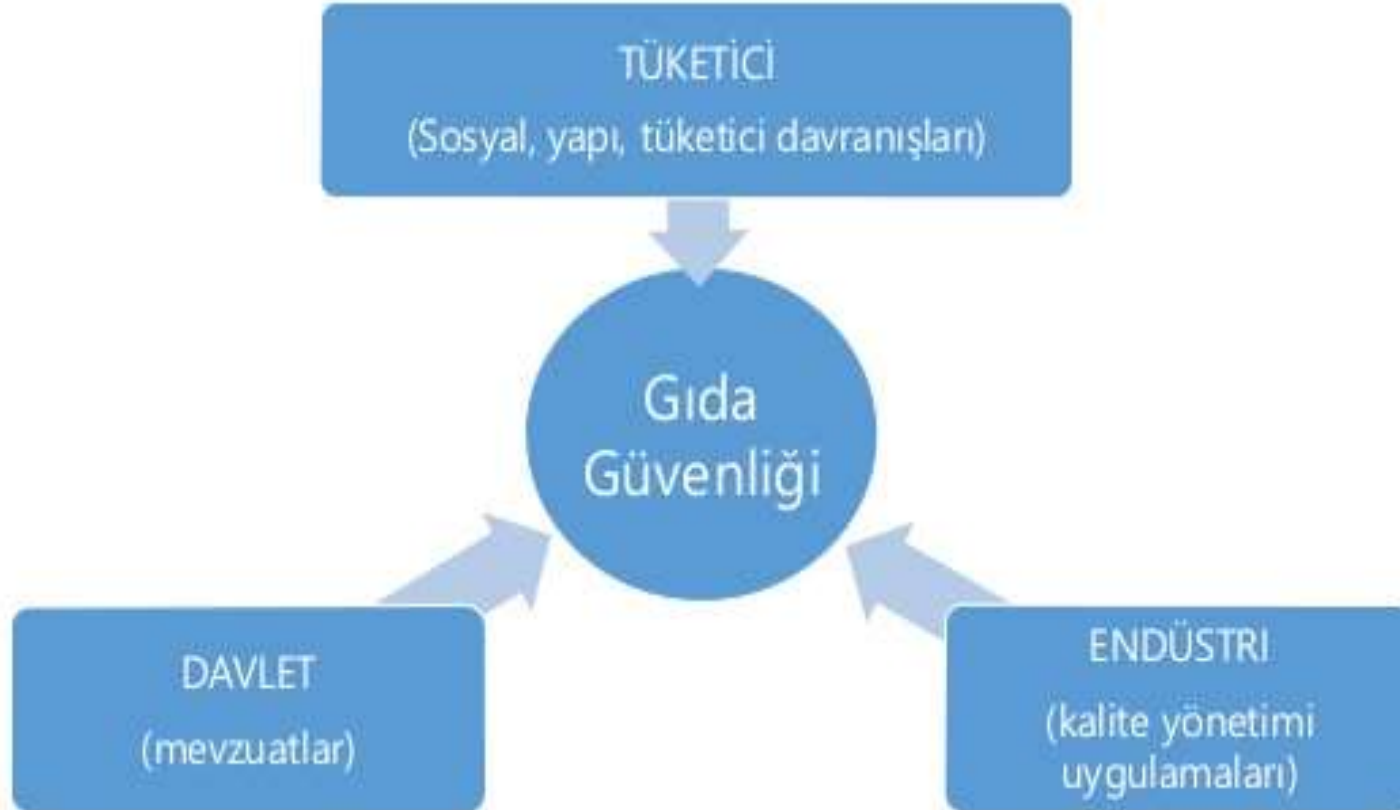 TÜKETİCİ
(Sosyal, yapı, tüketici davranışları)
Gıda
Güvenliği
DAVLET
(mevzuatlar)
ENDÜSTRI
(kalite yönetimi
uygulamaları)